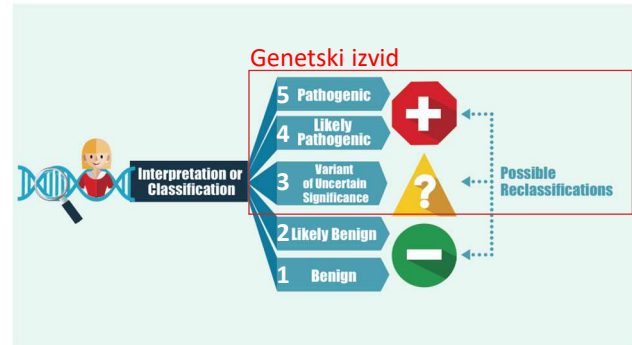 Genetski izvid
5 Pathogenic
4 Likely
Pathogenic
Interpretation or
Classification
3 Variant
of Uncertain
Significance
?
Possible
Reclassifications
2 Likely Benign
1 Benign